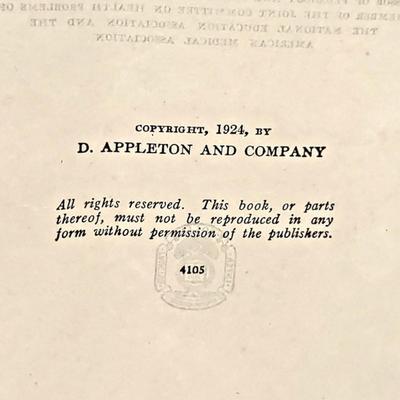 COPYRIGHT, 1924, BY
D. APPLETON AND COMPANY
All rights reserved. This book, or parts
thereof, must not be reproduced in any
form without permission of the publishers.
4105